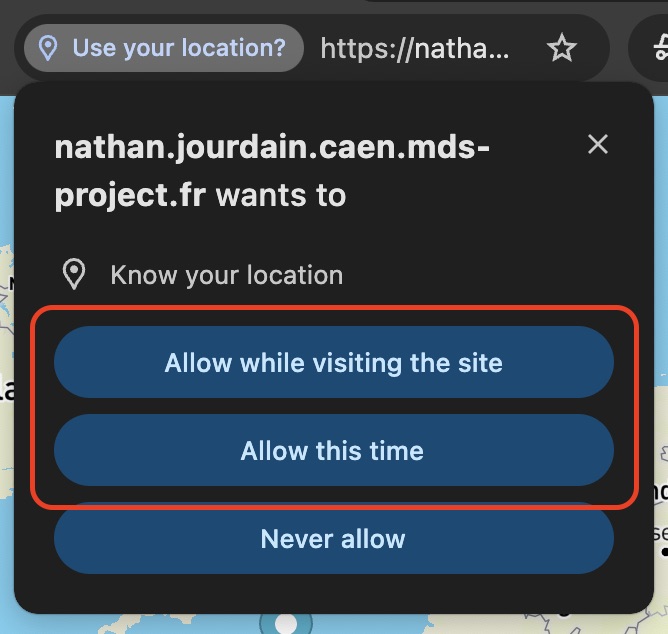 Use your location? https://natha...
nathan.jourdain.caen.mds-
project.fr wants to
Know your location
Allow while visiting the site
Allow this time
Never allow